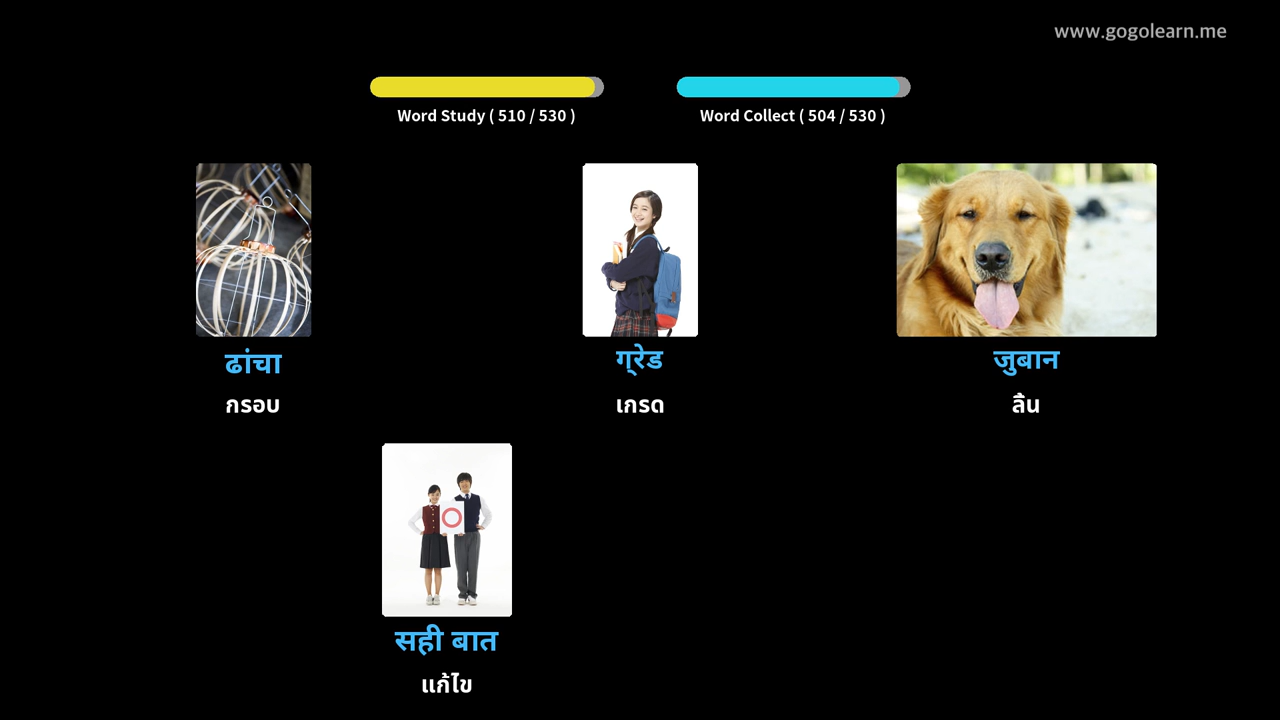 www.gogolearn.me
Word Study ( 510 / 530 )
Word Collect ( 504 / 530 )
ढांचा
กรอบ
ग्रेड
เกรด
जुबान
ลิ้น
सही बात
แก้ไข